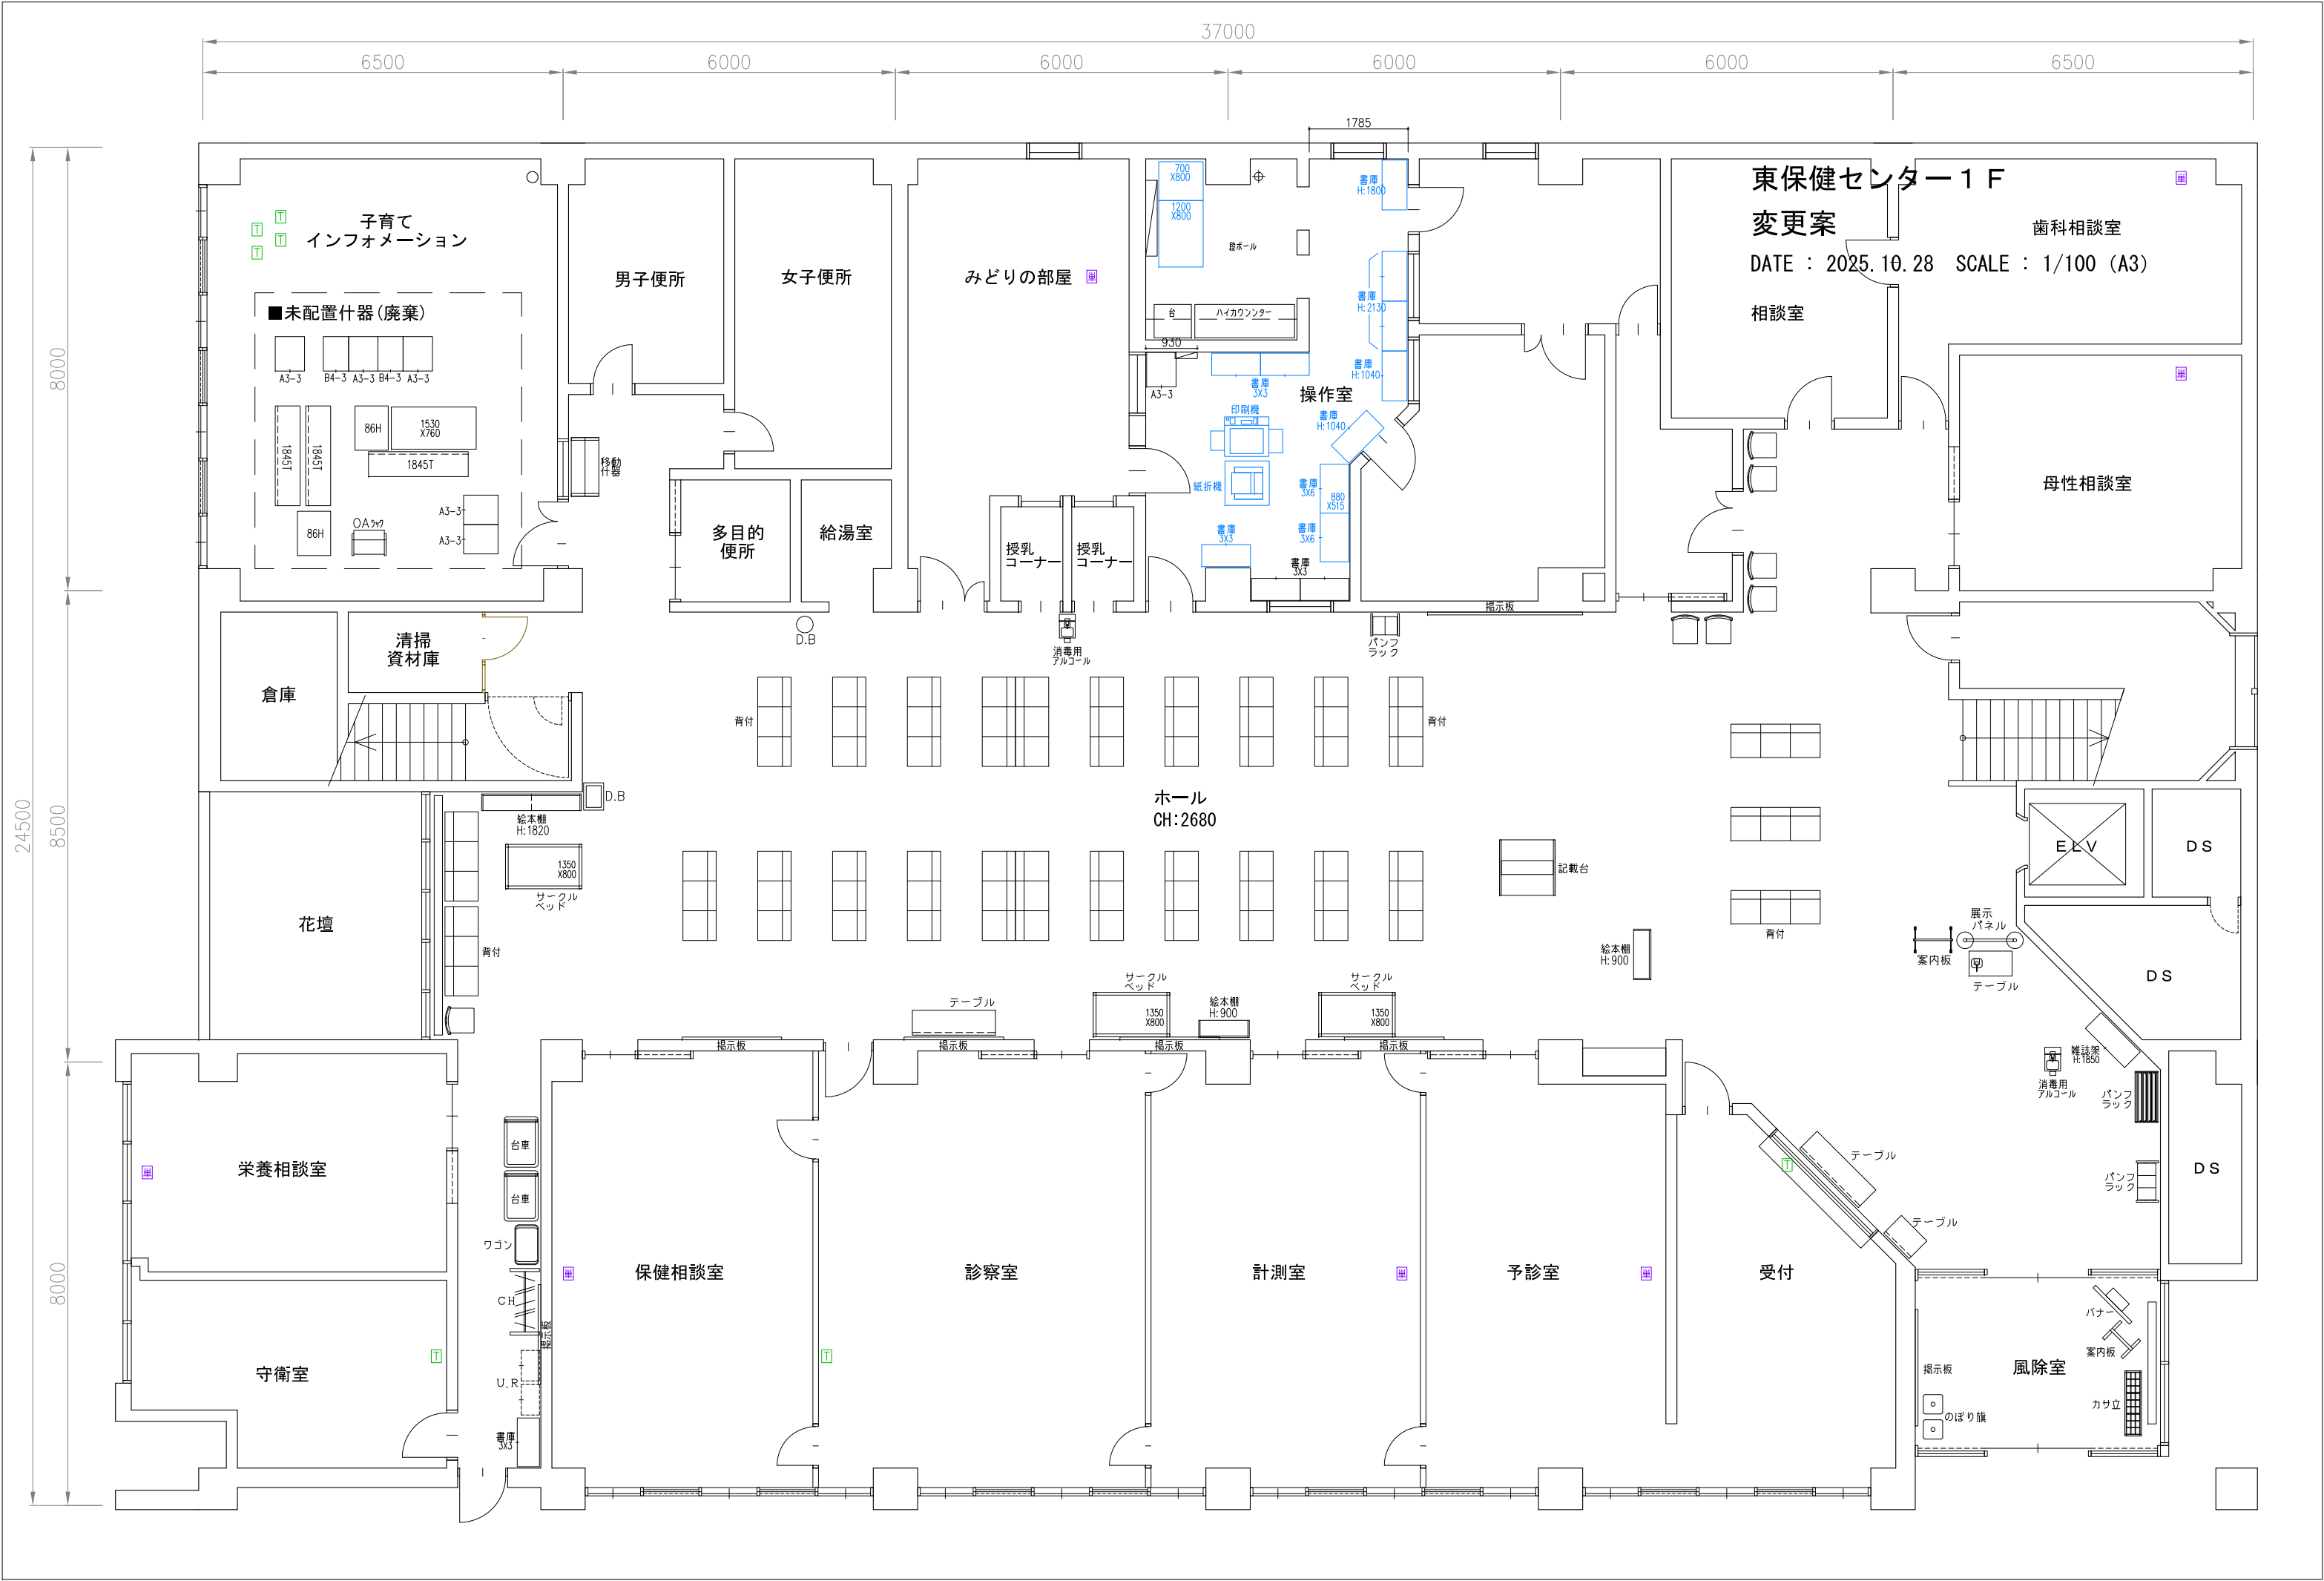 37000
6500
6000
6000
6000
6000
6500
1785
東保健センター１Ｆ
変更案
DATE : 2025.10.28 SCALE : 1/100 (A3)
24500
8000
8500
8000
子育て
インフォメーション
T
T
T
T
■未配置什器(廃棄)
A3-3
B4-3
A3-3
B4-3
A3-3
1845T
1845T
86H
1530
X760
1845T
86H
OAラック
A3-3
A3-3
男子便所
女子便所
みどりの部屋
移動
什器
多目的
便所
給湯室
授乳
コーナー
授乳
コーナー
700
X800
1200
X800
段ボール
台
ハイカウンター
930
A3-3
書庫
H:1800
書庫
H:2130
書庫
H:1040
書庫
3X3
操作室
印刷機
書庫
H:1040
紙折機
書庫
3X6
880
X515
書庫
3X6
書庫
3X3
書庫
3X3
相談室
歯科相談室
母性相談室
掲示板
清掃
資材庫
倉庫
D.B
消毒用
アルコール
パンフ
ラック
背付
背付
ホール
CH:2680
D.B
絵本棚
H:1820
1350
X800
サークル
ベッド
花壇
背付
記載台
背付
絵本棚
H:900
ELV
DS
DS
DS
展示
パネル
案内板
テーブル
テーブル
サークル
ベッド
1350
X800
絵本棚
H:900
サークル
ベッド
1350
X800
掲示板
掲示板
掲示板
掲示板
雑誌架
H:1850
消毒用
アルコール
パンフ
ラック
パンフ
ラック
テーブル
T
テーブル
栄養相談室
台車
台車
ワゴン
CH
掲示板
U.R
書庫
3X3
守衛室
T
保健相談室
T
診察室
計測室
予診室
受付
風除室
バナー
案内板
掲示板
のぼり旗
カサ立